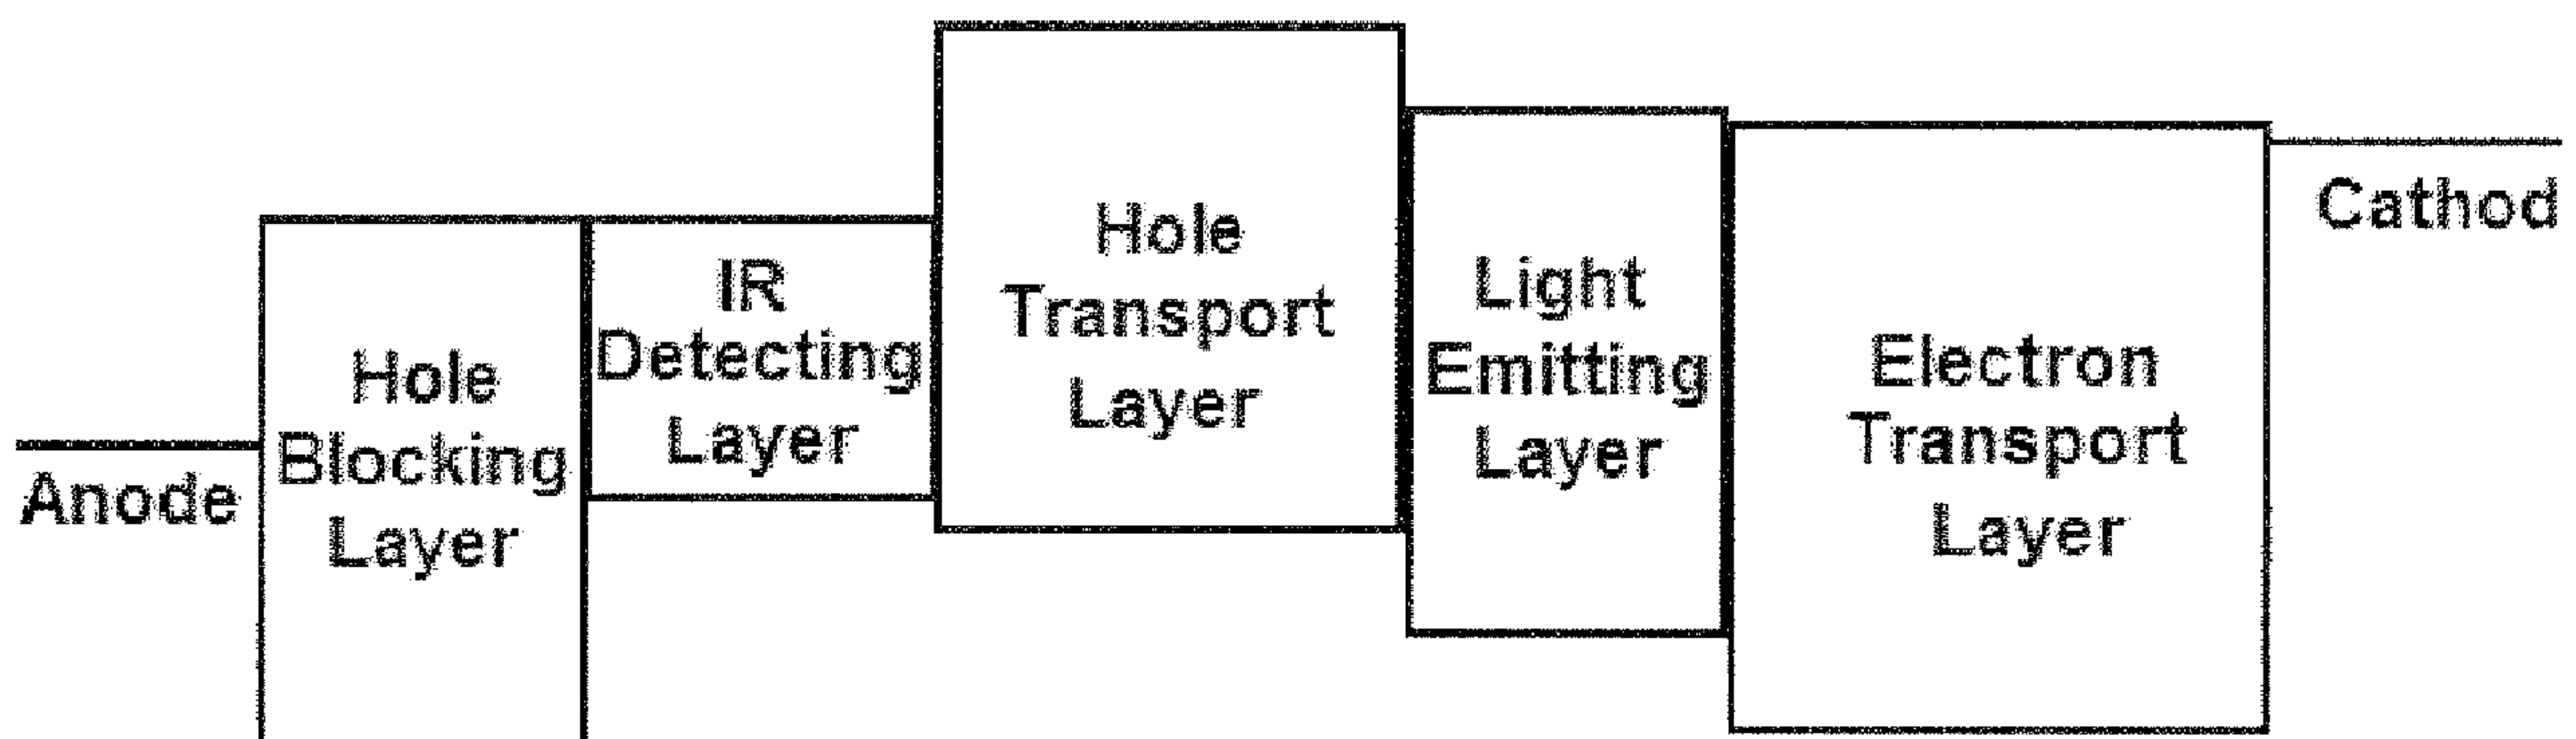 Anode
Hole
Blocking
Layer
IR
Detecting
Layer
Hole
Transport
Layer
Light
Emitting
Layer
Electron
Transport
Layer
Cathod